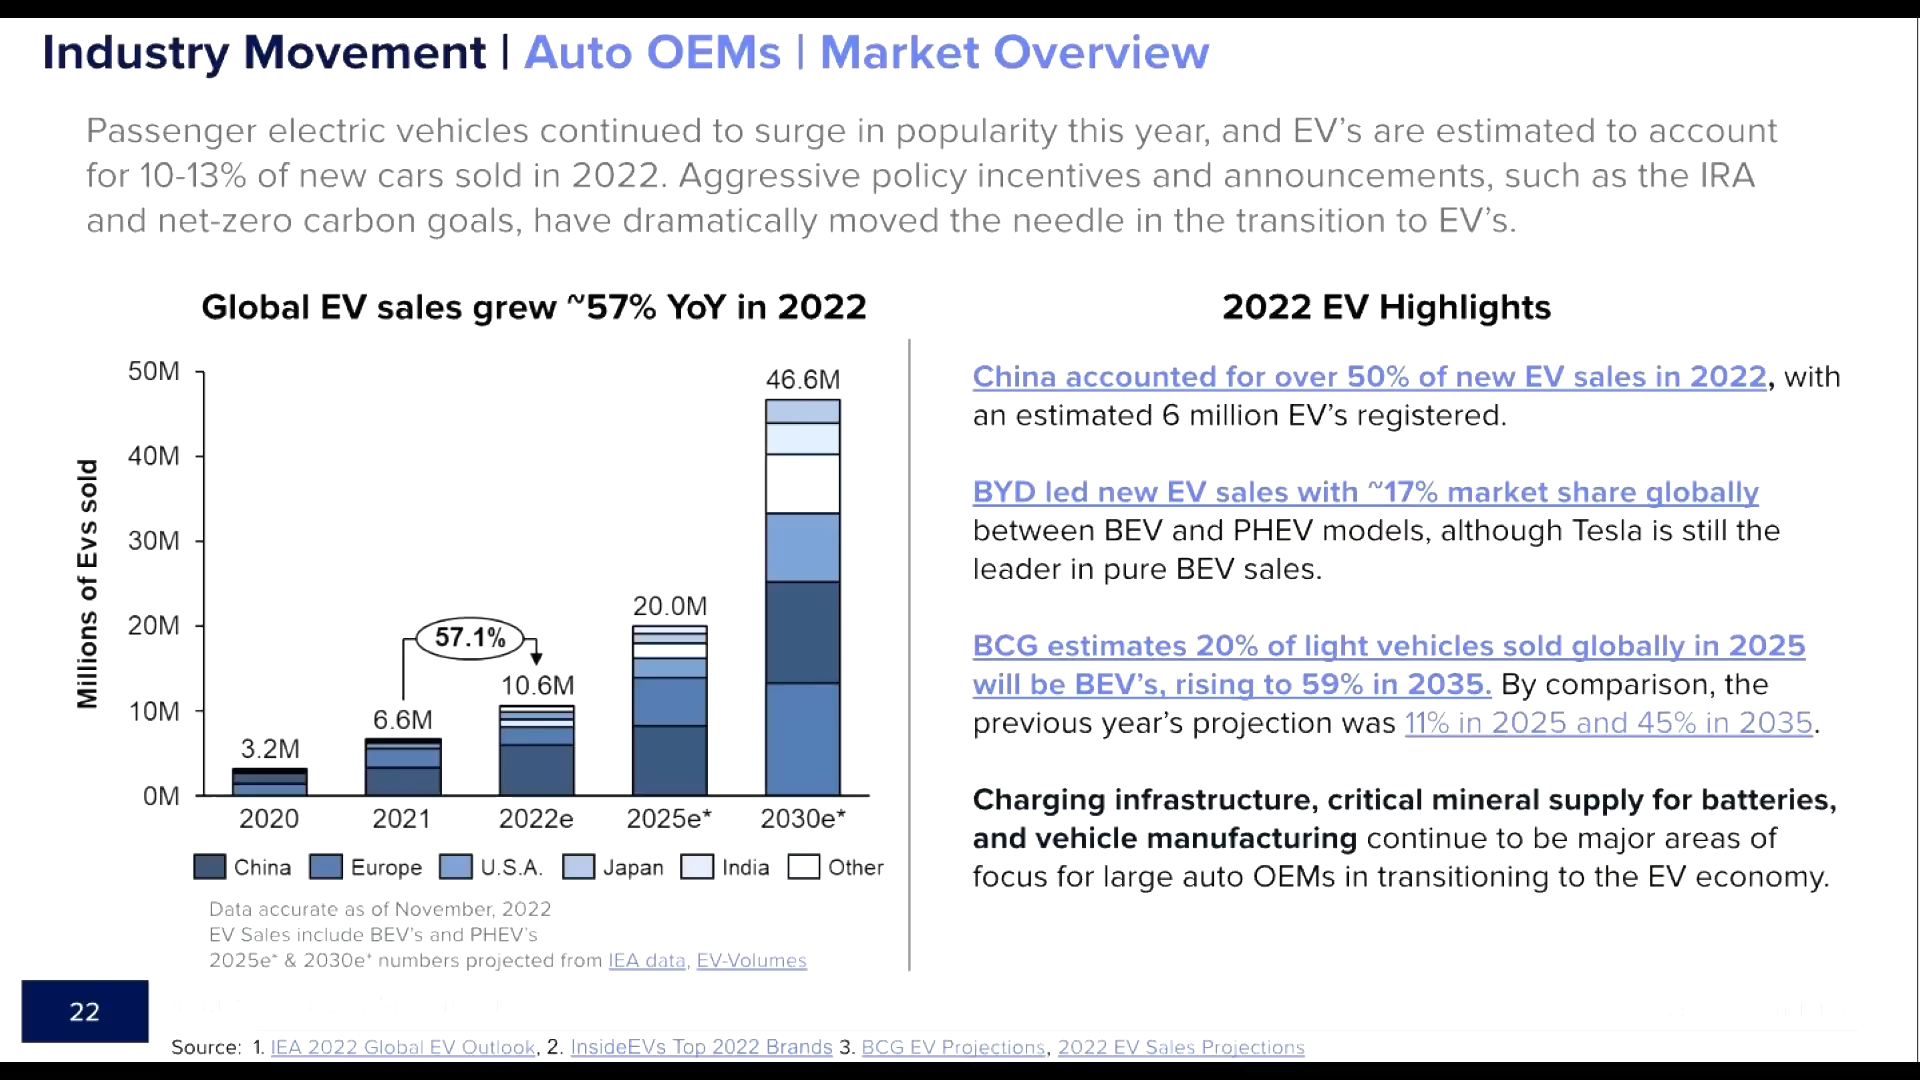 Industry Movement | Auto OEMs | Market Overview
Passenger electric vehicles continued to surge in popularity this year, and EV’s are estimated to account
for 10-13% of new cars sold in 2022. Aggressive policy incentives and announcements, such as the IRA
and net-zero carbon goals, have dramatically moved the needle in the transition to EV’s.
Global EV sales grew ~57% YoY in 2022
Millions of Evs sold
50M
40M
30M
20M
10M
0M
3.2M
6.6M
57.1%
10.6M
20.0M
46.6M
2020
2021
2022e
2025e*
2030e*
China
Europe
U.S.A.
Japan
India
Other
Data accurate as of November, 2022
EV Sales include BEV’s and PHEV’s
2025e* & 2030e* numbers projected from IEA data, EV-Volumes
2022 EV Highlights
China accounted for over 50% of new EV sales in 2022, with
an estimated 6 million EV’s registered.
BYD led new EV sales with ~17% market share globally
between BEV and PHEV models, although Tesla is still the
leader in pure BEV sales.
BCG estimates 20% of light vehicles sold globally in 2025
will be BEV’s, rising to 59% in 2035. By comparison, the
previous year’s projection was 11% in 2025 and 45% in 2035.
Charging infrastructure, critical mineral supply for batteries,
and vehicle manufacturing continue to be major areas of
focus for large auto OEMs in transitioning to the EV economy.
22
Source: 1. IEA 2022 Global EV Outlook, 2. InsideEVs Top 2022 Brands 3. BCG EV Projections, 2022 EV Sales Projections